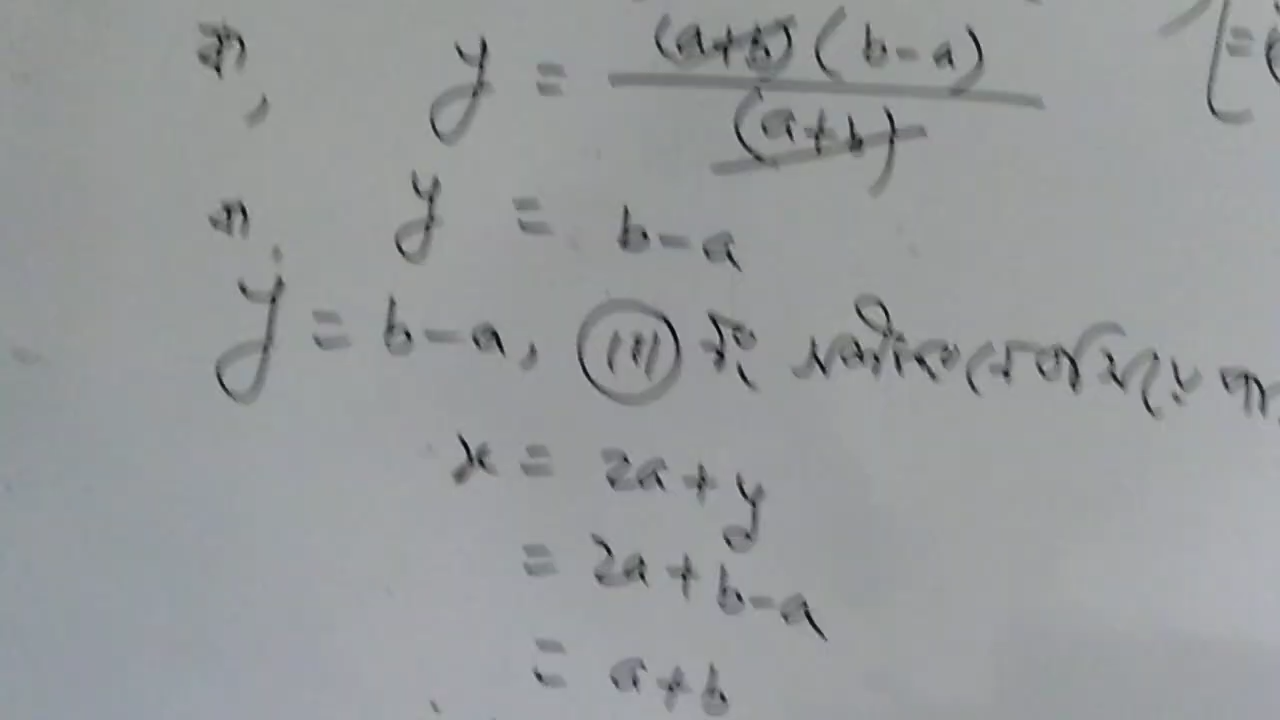 বা, y = (a+b)(b-a) / (a+b)
বা, y = b-a
y = b-a, (iii) নং সমীকরণে বসিয়ে পাই
x = 2a+y
= 2a+b-a
= a+b